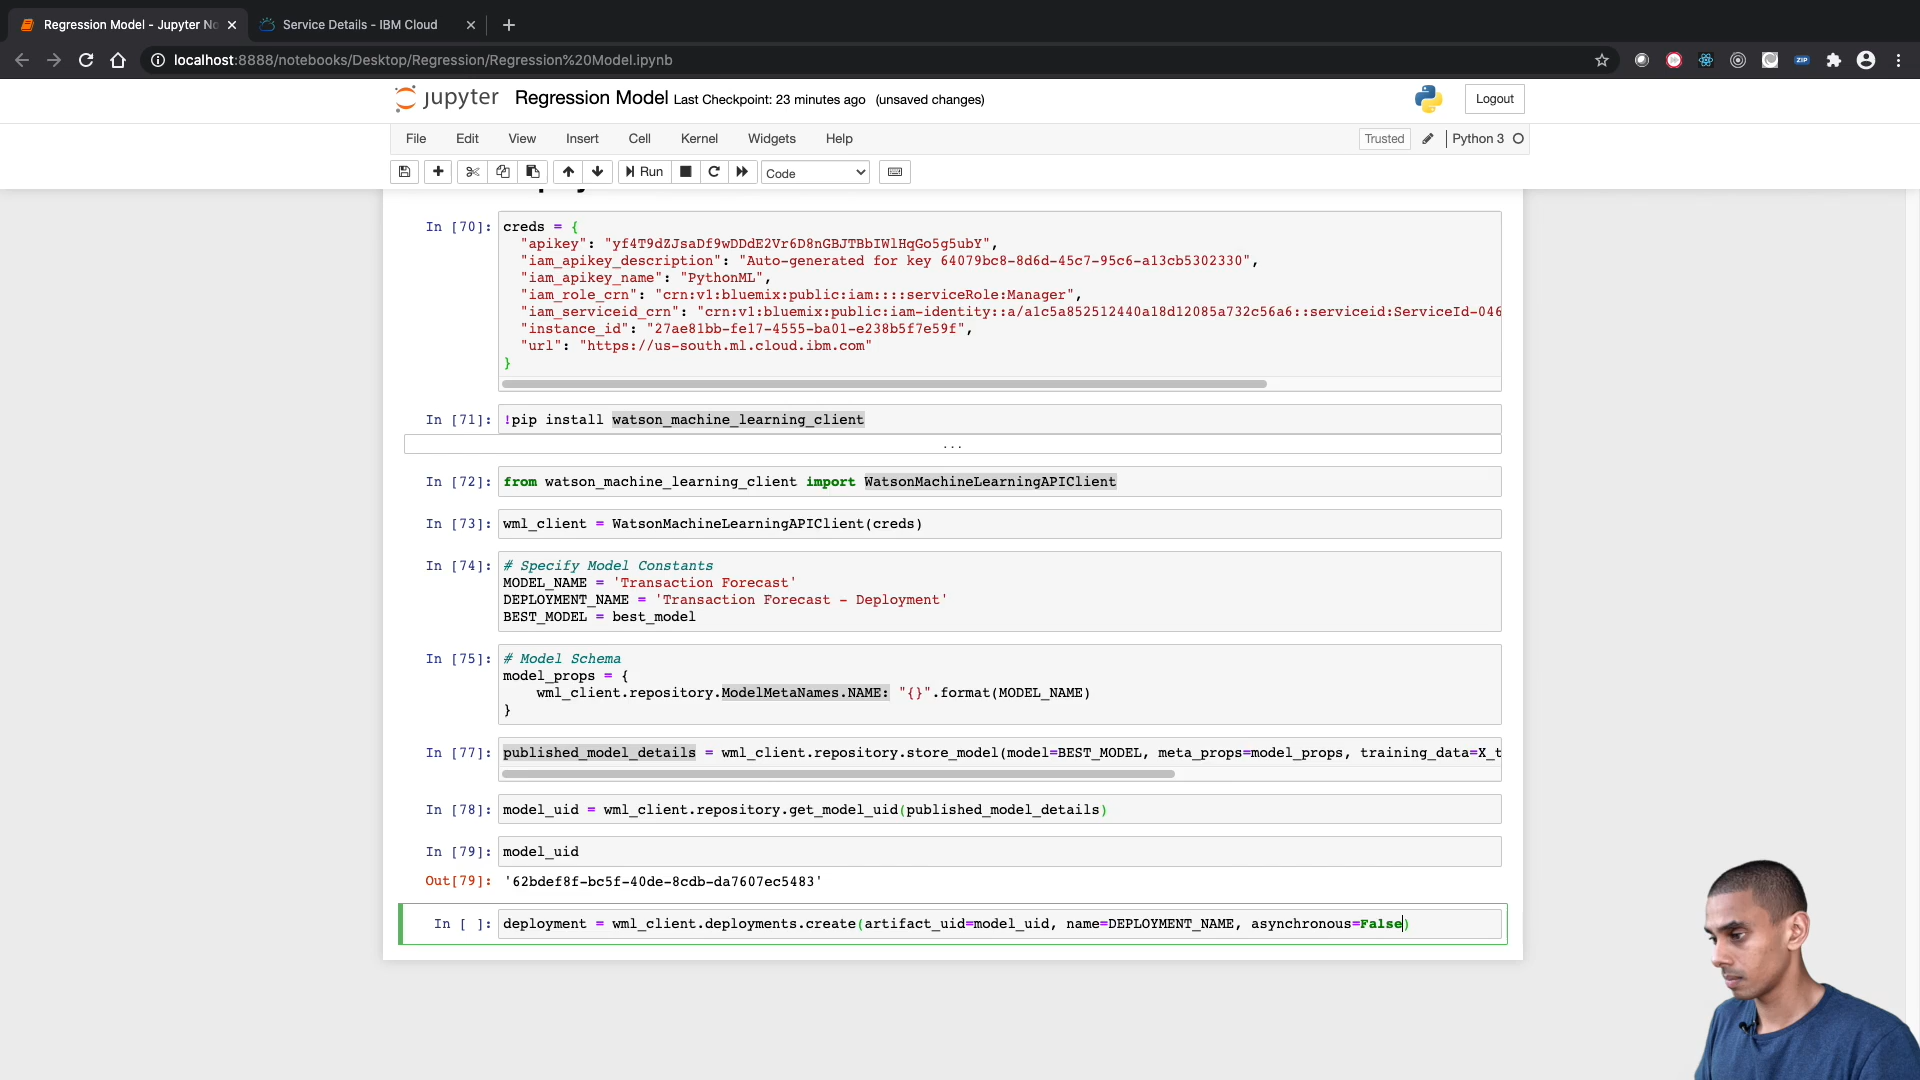 Regression Model - Jupyter No
Service Details - IBM Cloud
localhost:8888/notebooks/Desktop/Regression/Regression%20Model.ipynb
ZIP
jupyter Regression Model Last Checkpoint: 23 minutes ago (unsaved changes)
Logout
File Edit View Insert Cell Kernel Widgets Help
Trusted
Python 3
Run
Code
In [70]: creds = {
"apikey": "yf4T9dZJsaDf9wDDdE2Vr6D8nGBJTBbIWlHqGo5g5ubY",
"iam_apikey_description": "Auto-generated for key 64079bc8-8d6d-45c7-95c6-a13cb5302330",
"iam_apikey_name": "PythonML",
"iam_role_crn": "crn:v1:bluemix:public:iam::::serviceRole:Manager",
"iam_serviceid_crn": "crn:v1:bluemix:public:iam-identity::a/a1c5a852512440a18d12085a732c56a6::serviceid:ServiceId-046
"instance_id": "27ae81bb-fe17-4555-ba01-e238b5f7e59f",
"url": "https://us-south.ml.cloud.ibm.com"
}
In [71]: !pip install watson_machine_learning_client
...
In [72]: from watson_machine_learning_client import WatsonMachineLearningAPIClient
In [73]: wml_client = WatsonMachineLearningAPIClient(creds)
In [74]: # Specify Model Constants
MODEL_NAME = 'Transaction Forecast'
DEPLOYMENT_NAME = 'Transaction Forecast - Deployment'
BEST_MODEL = best_model
In [75]: # Model Schema
model_props = {
wml_client.repository.ModelMetaNames.NAME: "{}".format(MODEL_NAME)
}
In [77]: published_model_details = wml_client.repository.store_model(model=BEST_MODEL, meta_props=model_props, training_data=X_t
In [78]: model_uid = wml_client.repository.get_model_uid(published_model_details)
In [79]: model_uid
Out[79]: '62bdef8f-bc5f-40de-8cdb-da7607ec5483'
In [ ]: deployment = wml_client.deployments.create(artifact_uid=model_uid, name=DEPLOYMENT_NAME, asynchronous=False)